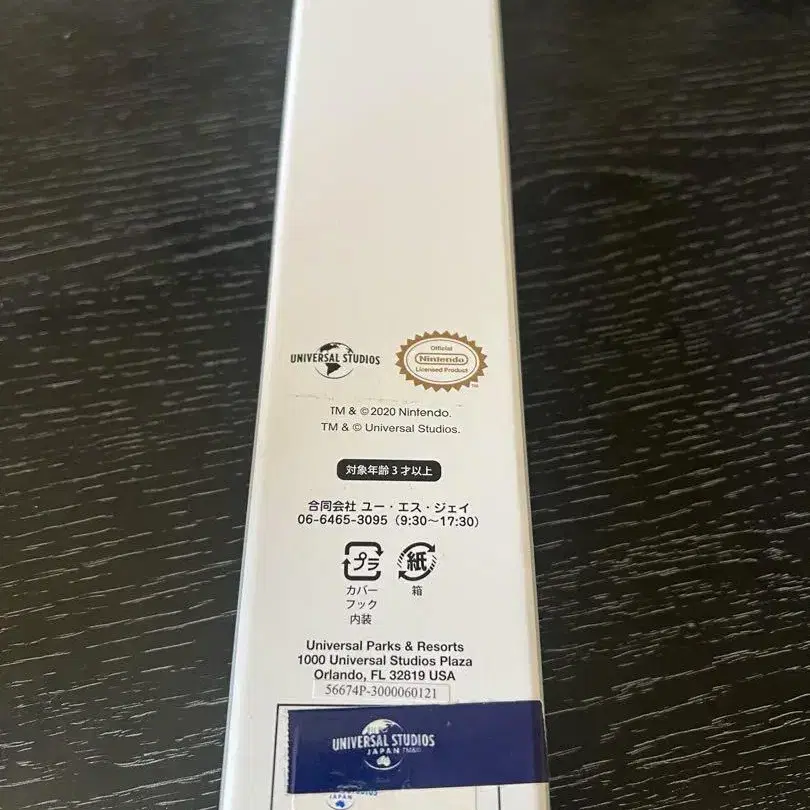 UNIVERSAL STUDIOS
Official
Nintendo
Licensed Product
TM
TM & ©2020 Nintendo.
TM & © Universal Studios.
対象年齢3才以上
合同会社 ユー・エス・ジェイ
06-6465-3095（9:30～17:30）
プラ 紙
カバー 箱
フック
内装
Universal Parks & Resorts
1000 Universal Studios Plaza
Orlando, FL 32819 USA
56674P-3000060121
UNIVERSAL STUDIOS
JAPAN TM&©
JAPAN